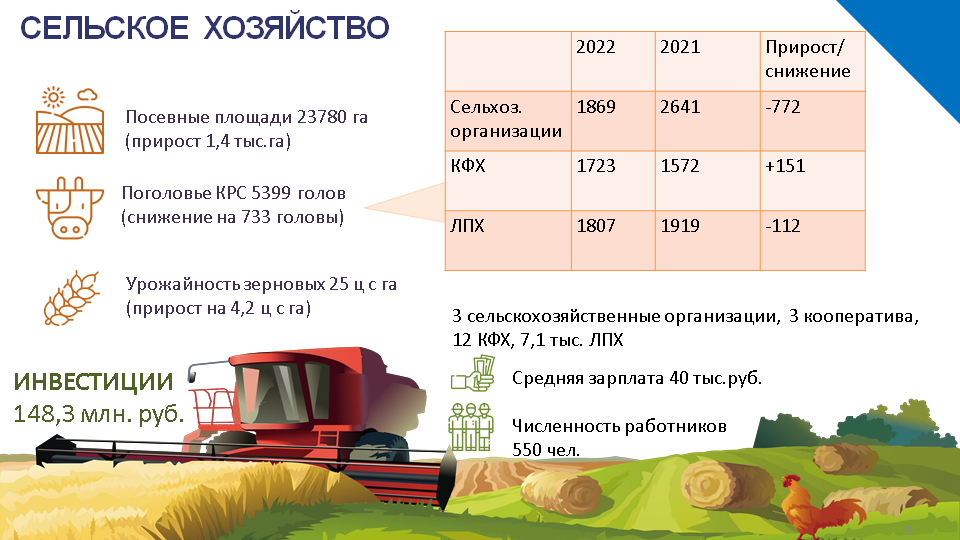 СЕЛЬСКОЕ ХОЗЯЙСТВО
Посевные площади 23780 га
(прирост 1,4 тыс.га)
Поголовье КРС 5399 голов
(снижение на 733 головы)
Урожайность зерновых 25 ц с га
(прирост на 4,2 ц с га)
ИНВЕСТИЦИИ
148,3 млн. руб.
2022 2021 Прирост/
снижение
Сельхоз. 1869 2641 -772
организации
КФХ 1723 1572 +151
ЛПХ 1807 1919 -112
3 сельскохозяйственные организации, 3 кооператива,
12 КФХ, 7,1 тыс. ЛПХ
Средняя зарплата 40 тыс.руб.
Численность работников
550 чел.